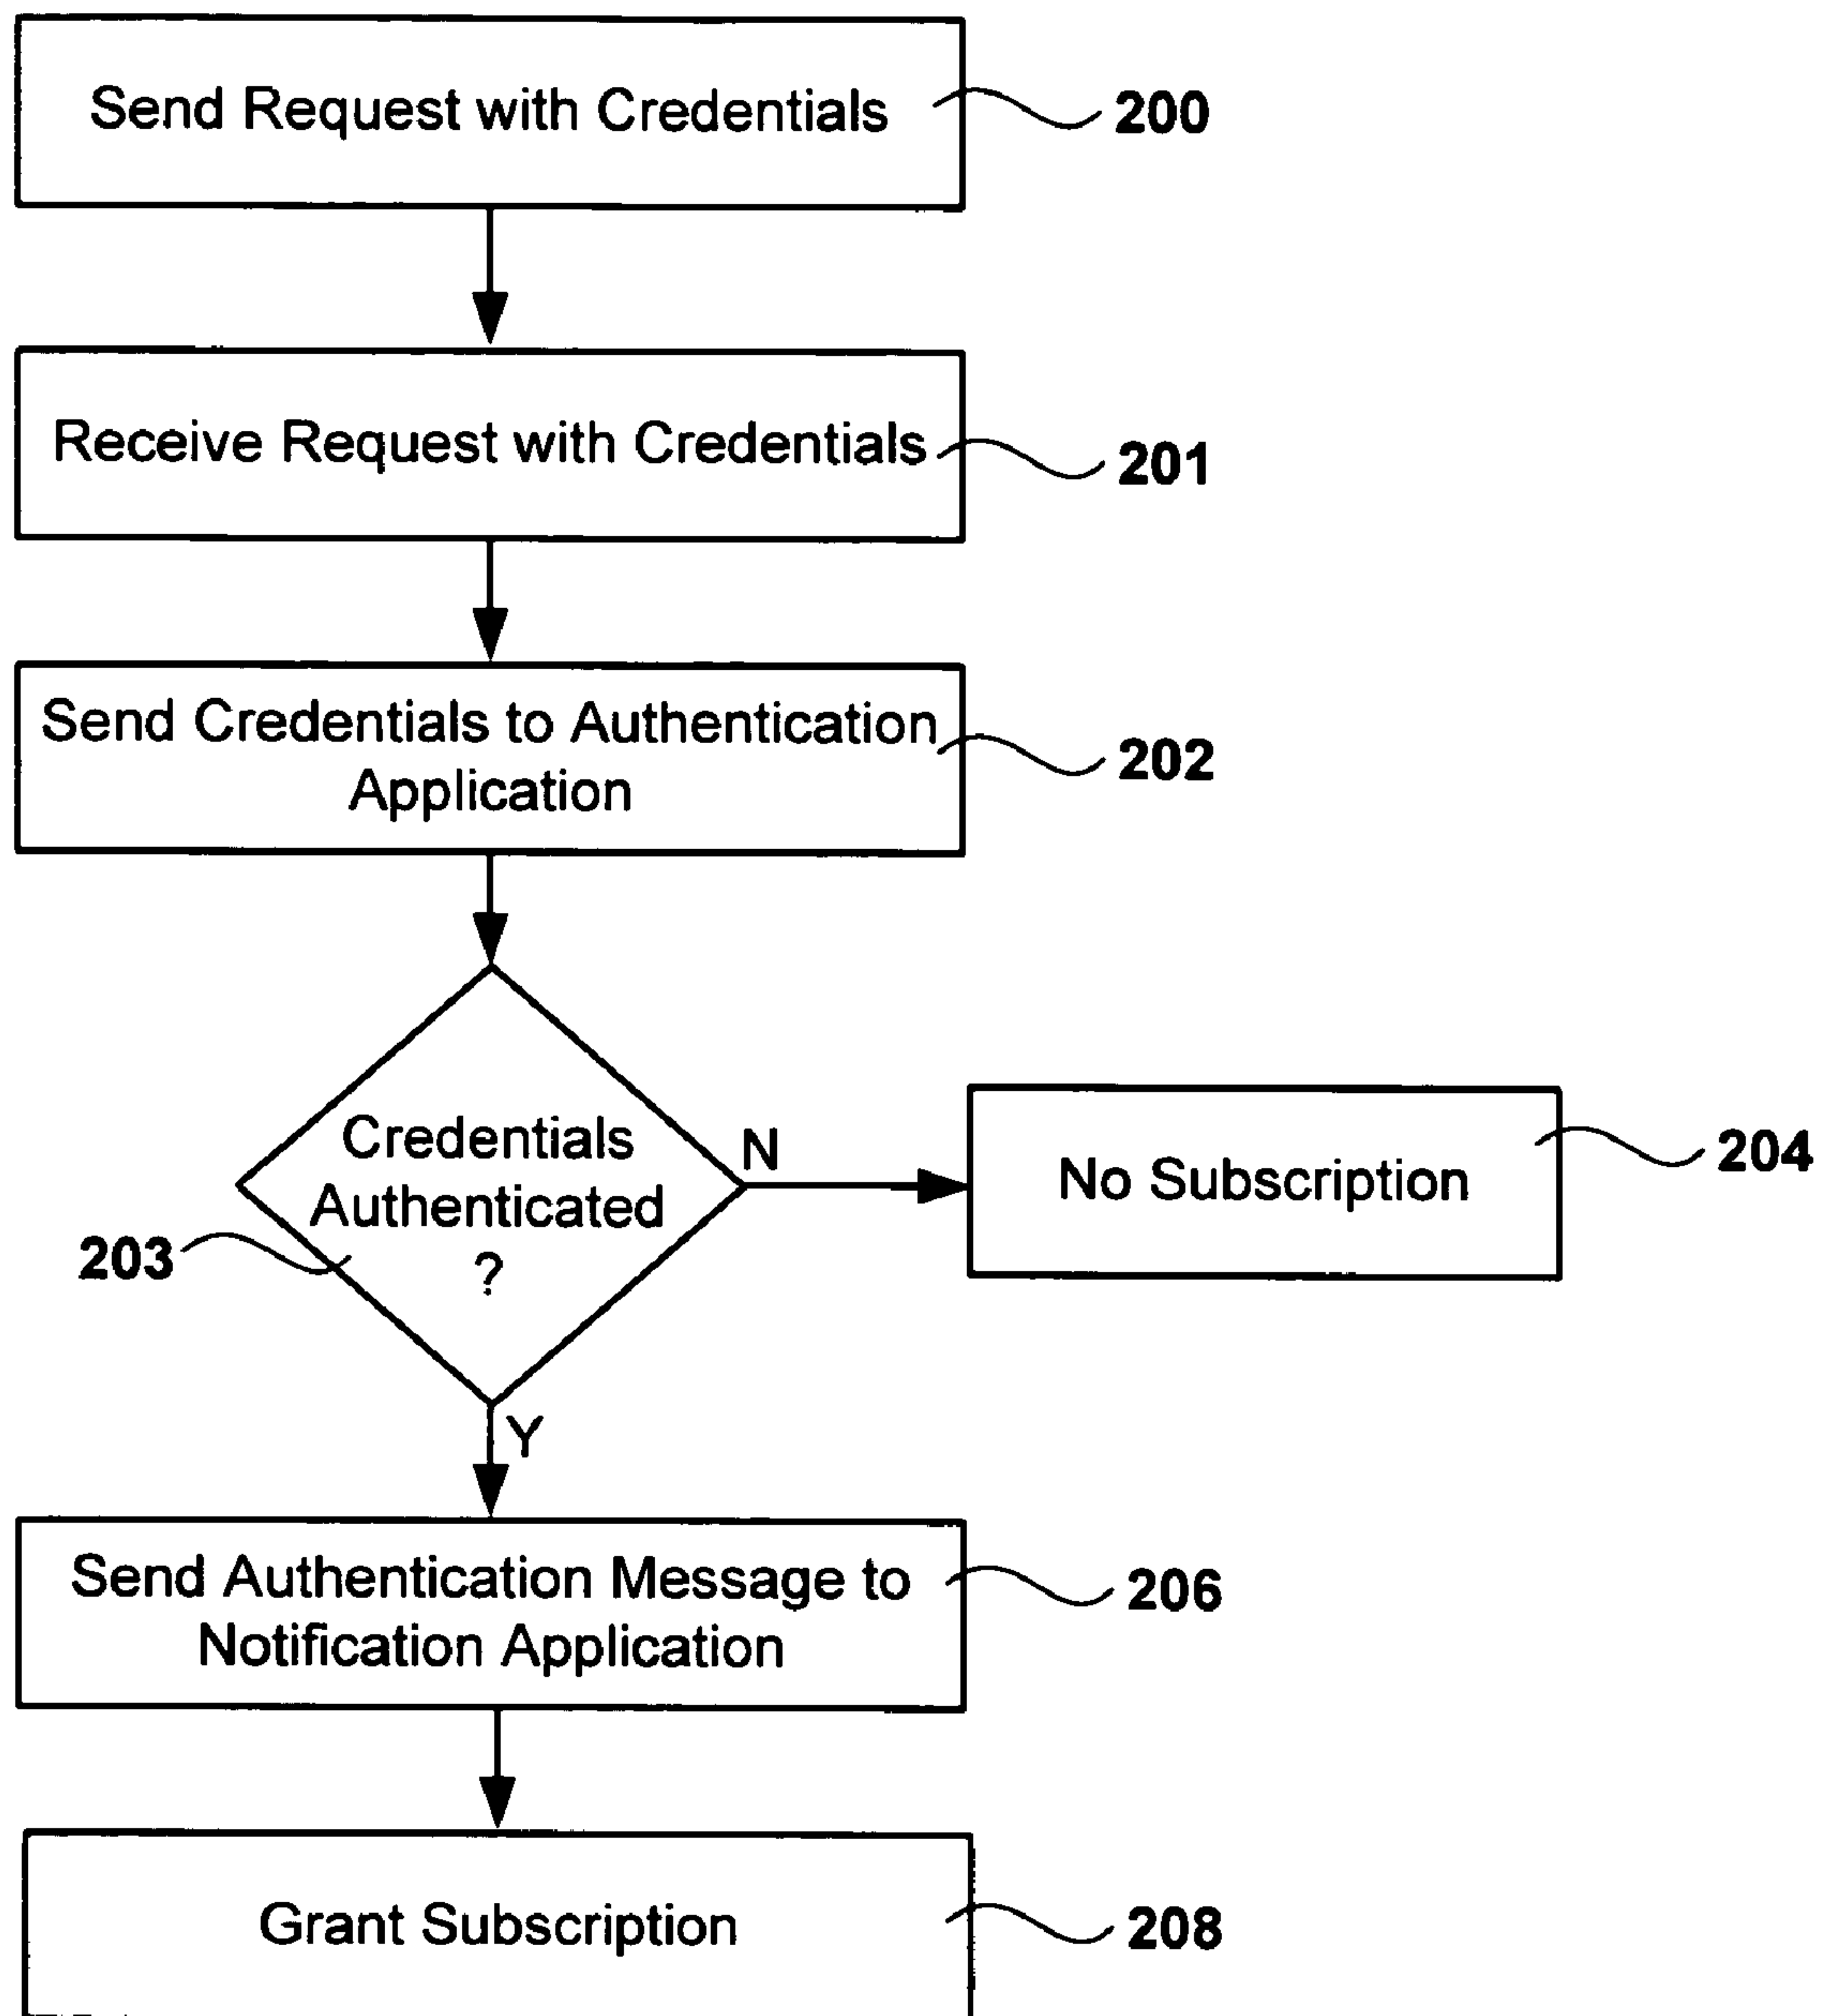 Send Request with Credentials
200
Receive Request with Credentials
201
Send Credentials to Authentication
Application
202
Credentials
Authenticated
?
203
N
No Subscription
204
Y
Send Authentication Message to
Notification Application
206
Grant Subscription
208